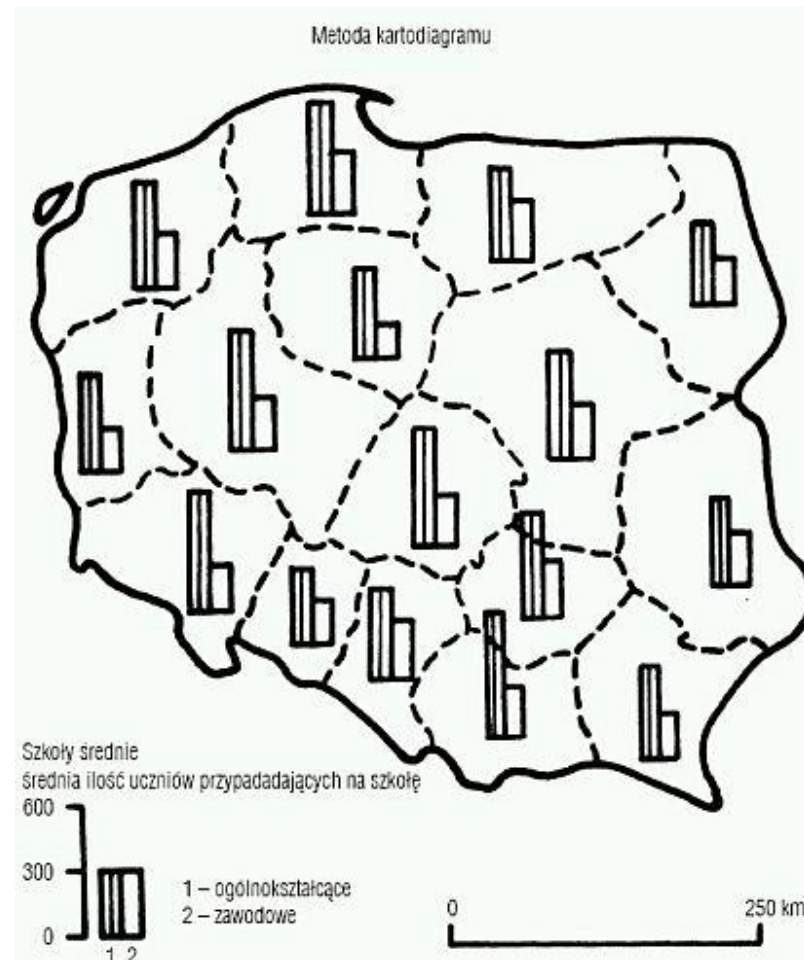 Metoda kartodiagramu
Szkoły średnie
średnia ilość uczniów przypadadających na szkołę
600
300
0
1 2
1 – ogólnokształcące
2 – zawodowe
0 250 km